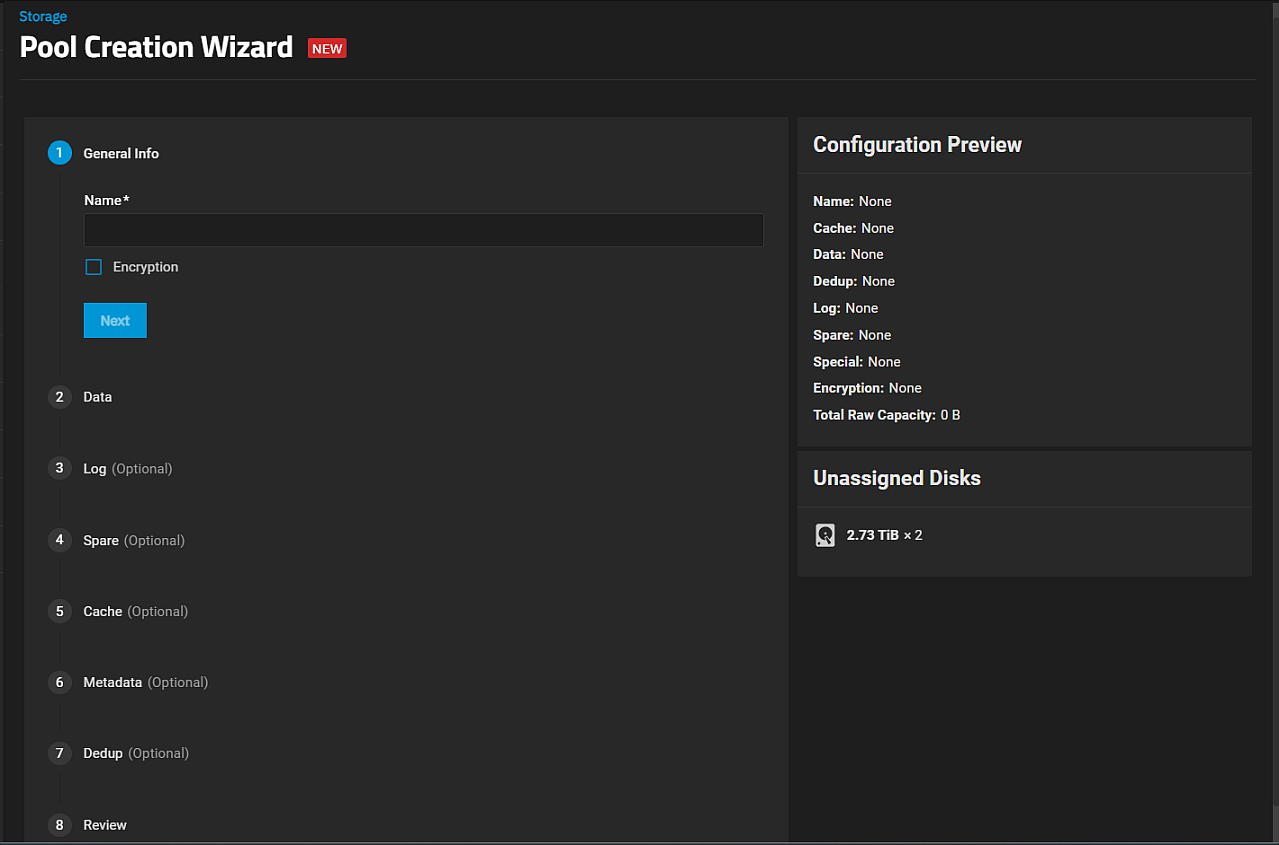 Storage
Pool Creation Wizard NEW
1 General Info
Name*
Encryption
Next
2 Data
3 Log (Optional)
4 Spare (Optional)
5 Cache (Optional)
6 Metadata (Optional)
7 Dedup (Optional)
8 Review
Configuration Preview
Name: None
Cache: None
Data: None
Dedup: None
Log: None
Spare: None
Special: None
Encryption: None
Total Raw Capacity: 0 B
Unassigned Disks
2.73 TiB × 2